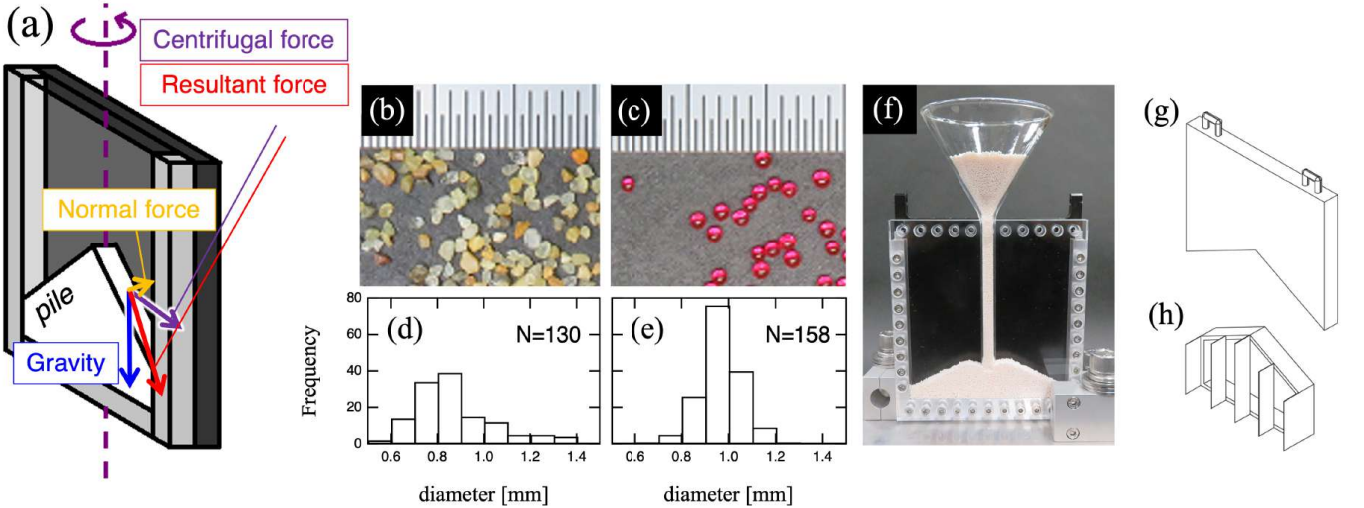 (a)
Centrifugal force
Resultant force
Normal force
pile
Gravity
(b)
(c)
(d)
N=130
(e)
N=158
Frequency
80
60
40
20
0
0.6 0.8 1.0 1.2 1.4
0.6 0.8 1.0 1.2 1.4
diameter [mm]
diameter [mm]
(f)
(g)
(h)